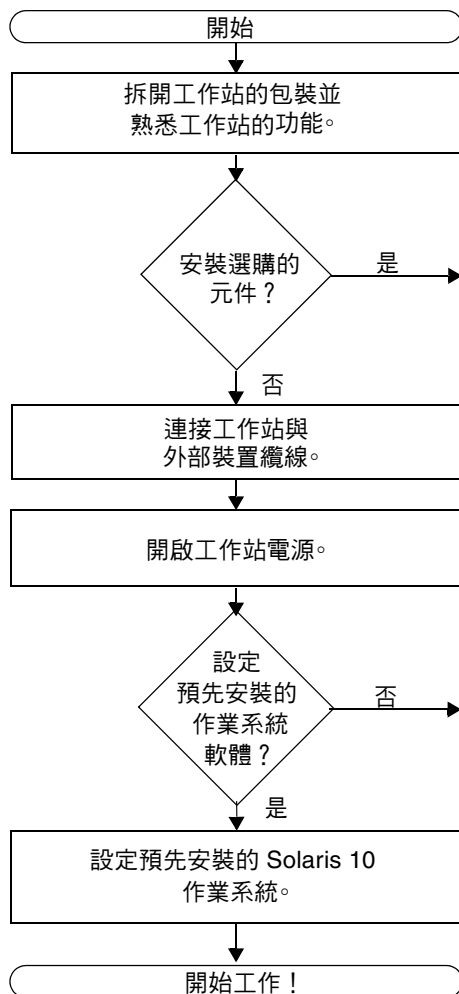 開始
拆開工作站的包裝並
熟悉工作站的功能。
安裝選購的
元件？
是
否
連接工作站與
外部裝置纜線。
開啟工作站電源。
設定
預先安裝的
作業系統
軟體？
否
是
設定預先安裝的 Solaris 10
作業系統。
開始工作！